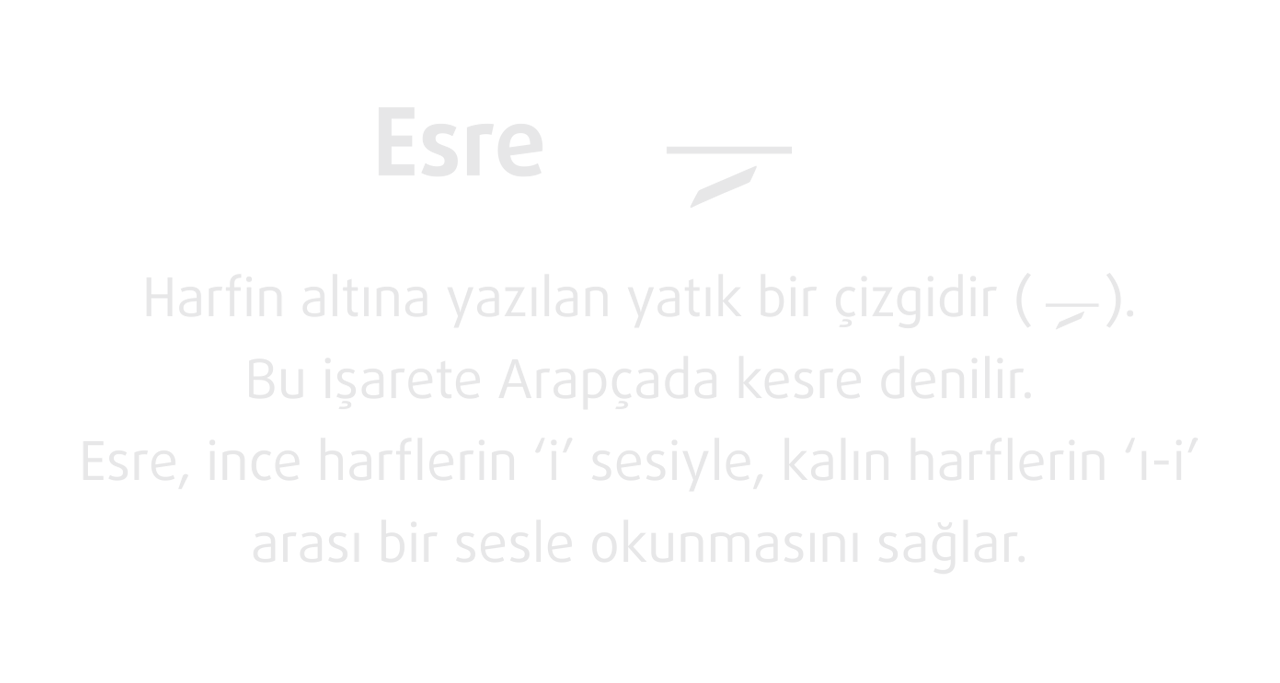 Esre ـِ
Harfin altına yazılan yatık bir çizgidir (ـِ).
Bu işarete Arapçada kesre denilir.
Esre, ince harflerin ‘i’ sesiyle, kalın harflerin ‘ı-i’
arası bir sesle okunmasını sağlar.